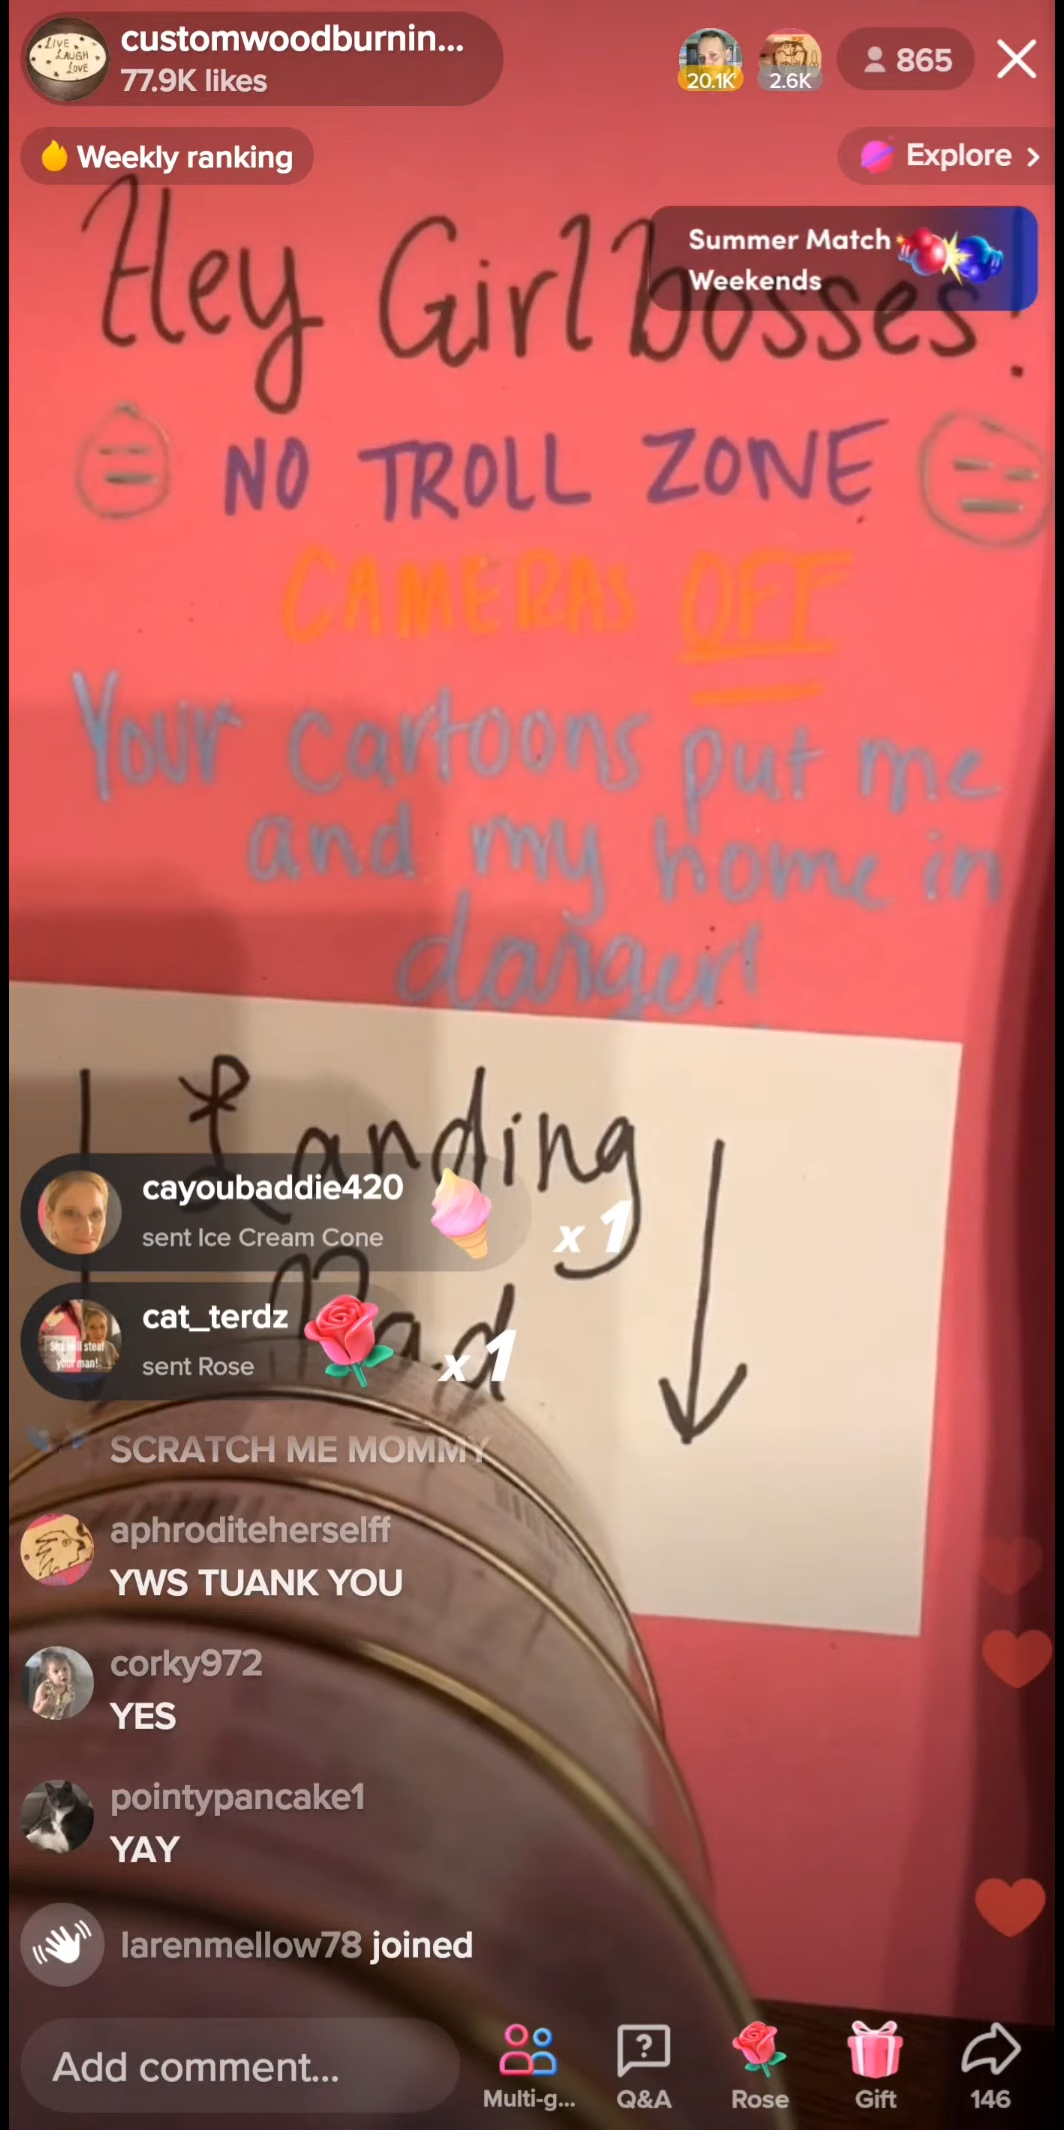 LIVE
LAUGH
LOVE
customwoodburnin...
77.9K likes
20.1K
2.6K
865
Weekly ranking
Explore >
Summer Match
Weekends
Hey Girl bosses!
NO TROLL ZONE
CAMERAS OFF
Your cartoons put me
and my home in
danger!
Landing
Pad
cayoubaddie420
sent Ice Cream Cone
x1
cat_terdz
sent Rose
x1
SCRATCH ME MOMMY
aphroditeherselff
YWS TUANK YOU
corky972
YES
pointypancake1
YAY
larenmellow78 joined
Add comment...
Multi-g...
Q&A
Rose
Gift
146